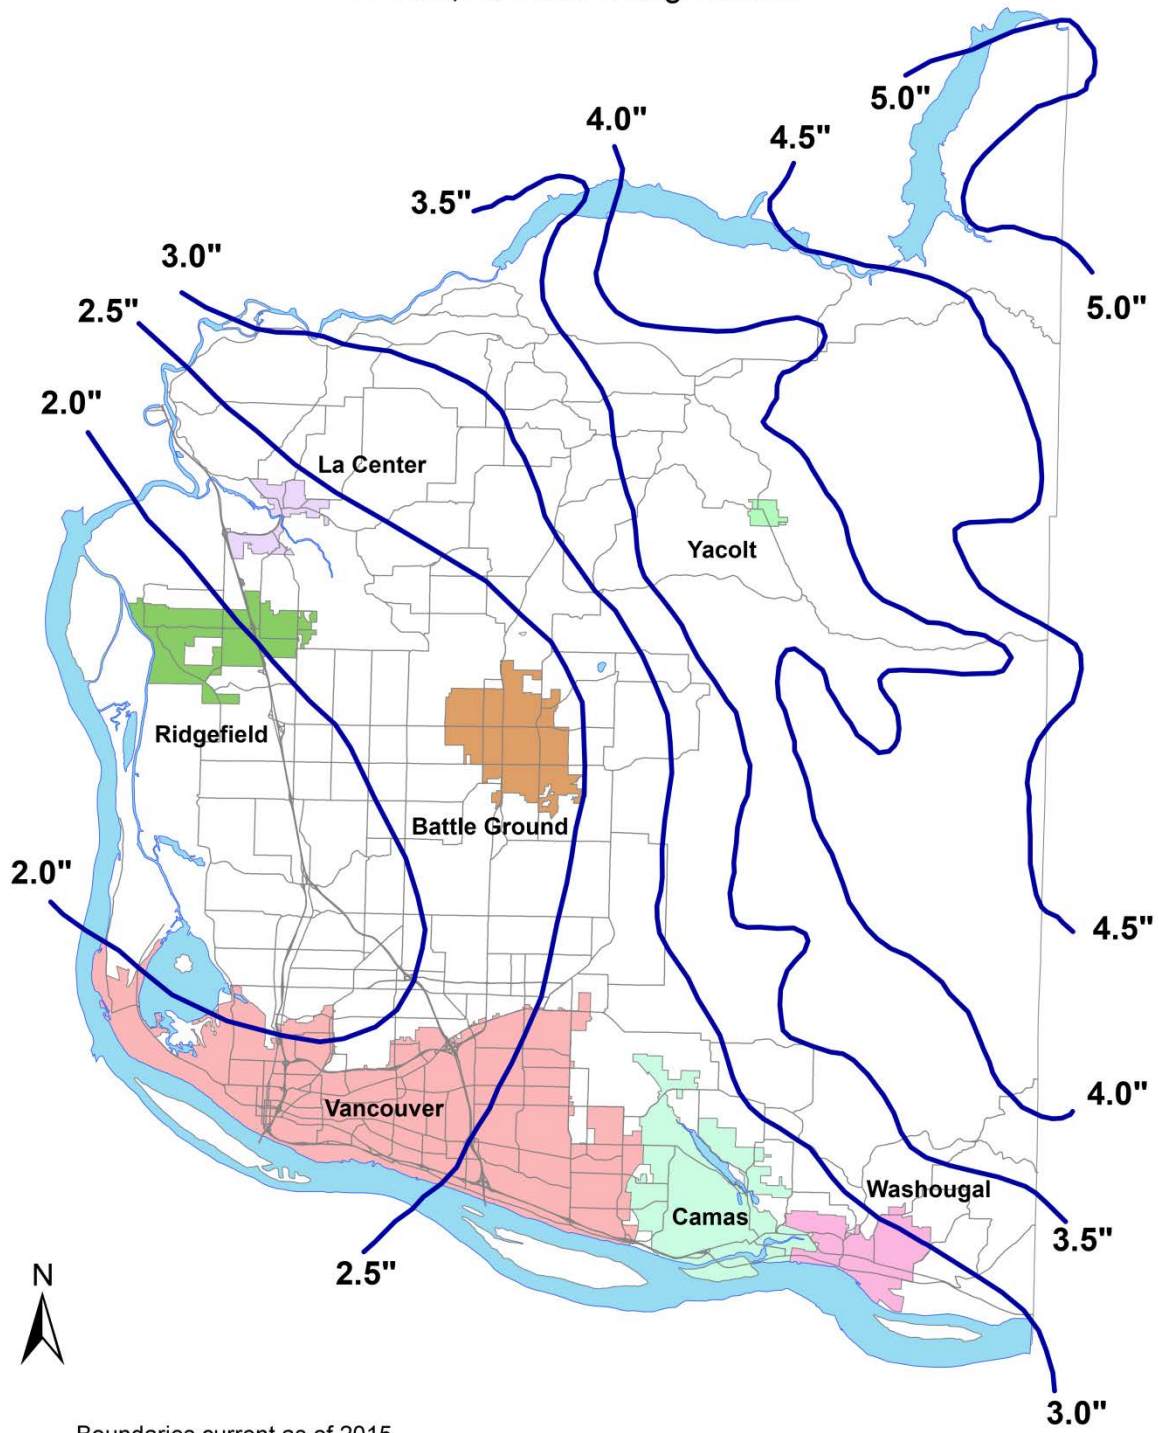 5.0"
4.0"
4.5"
3.5"
3.0"
2.5"
5.0"
2.0"
La Center
Yacolt
Ridgefield
Battle Ground
2.0"
4.5"
Vancouver
4.0"
Washougal
Camas
3.5"
2.5"
N
3.0"
Boundaries current as of 2015